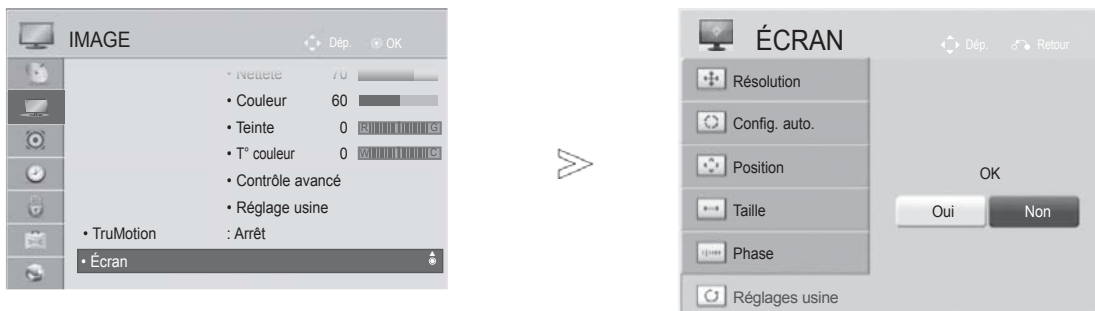 IMAGE
Dép. OK
• Netteté 70
• Couleur 60
• Teinte 0 R G
• T° couleur 0 W C
• Contrôle avancé
• Réglage usine
• TruMotion : Arrêt
• Écran
ÉCRAN
Dép. Retour
Résolution
Config. auto.
Position
Taille
Phase
Réglages usine
OK
Oui Non